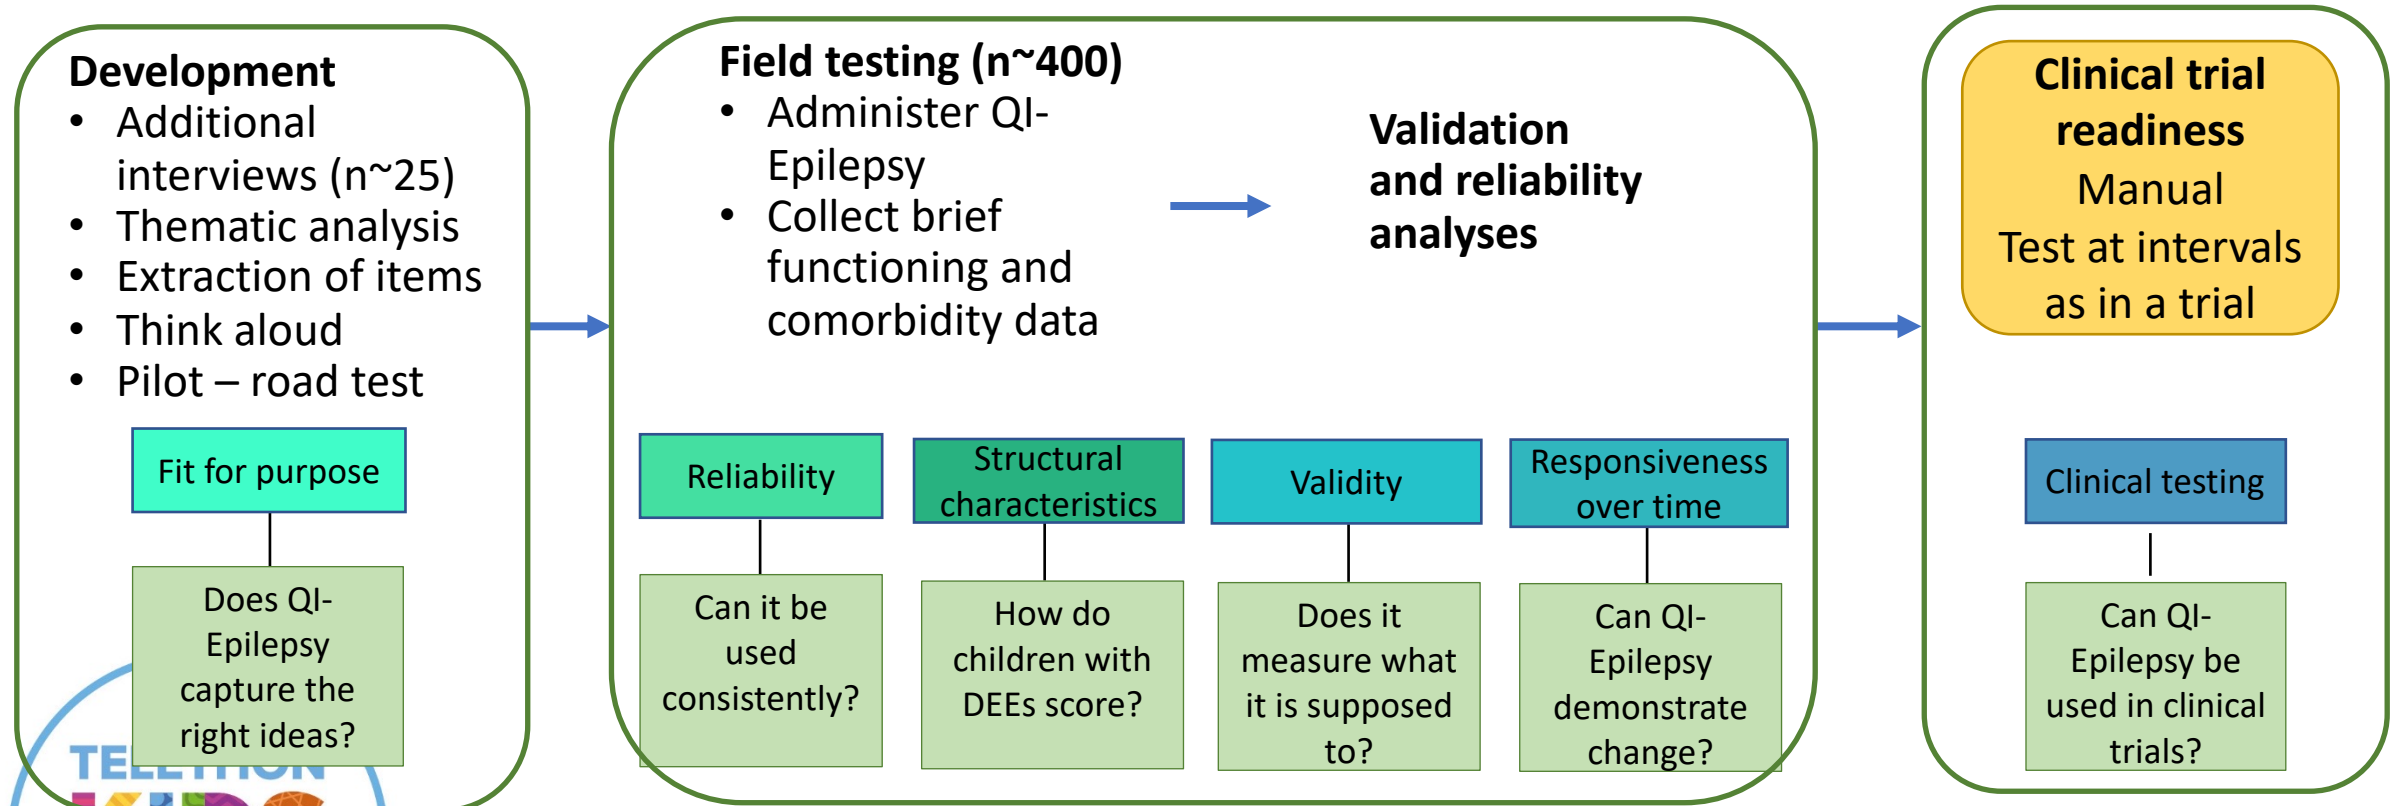 Development
• Additional
interviews (n~25)
• Thematic analysis
• Extraction of items
• Think aloud
• Pilot – road test
Fit for purpose
Does QI-
Epilepsy
capture the
right ideas?
Field testing (n~400)
• Administer QI-
Epilepsy
• Collect brief
functioning and
comorbidity data
Validation
and reliability
analyses
Reliability
Can it be
used
consistently?
Structural
characteristics
How do
children with
DEEs score?
Validity
Does it
measure what
it is supposed
to?
Responsiveness
over time
Can QI-
Epilepsy
demonstrate
change?
Clinical trial
readiness
Manual
Test at intervals
as in a trial
Clinical testing
Can QI-
Epilepsy be
used in clinical
trials?
TELETHON
KIDS